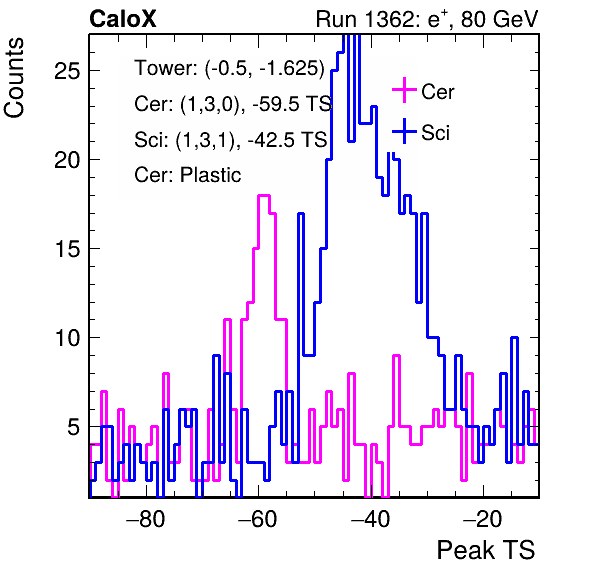 CaloX
Run 1362: e+, 80 GeV
Counts
Tower: (-0.5, -1.625)
Cer: (1,3,0), -59.5 TS
Sci: (1,3,1), -42.5 TS
Cer: Plastic
Cer
Sci
25
20
15
10
5
−80
−60
−40
−20
Peak TS